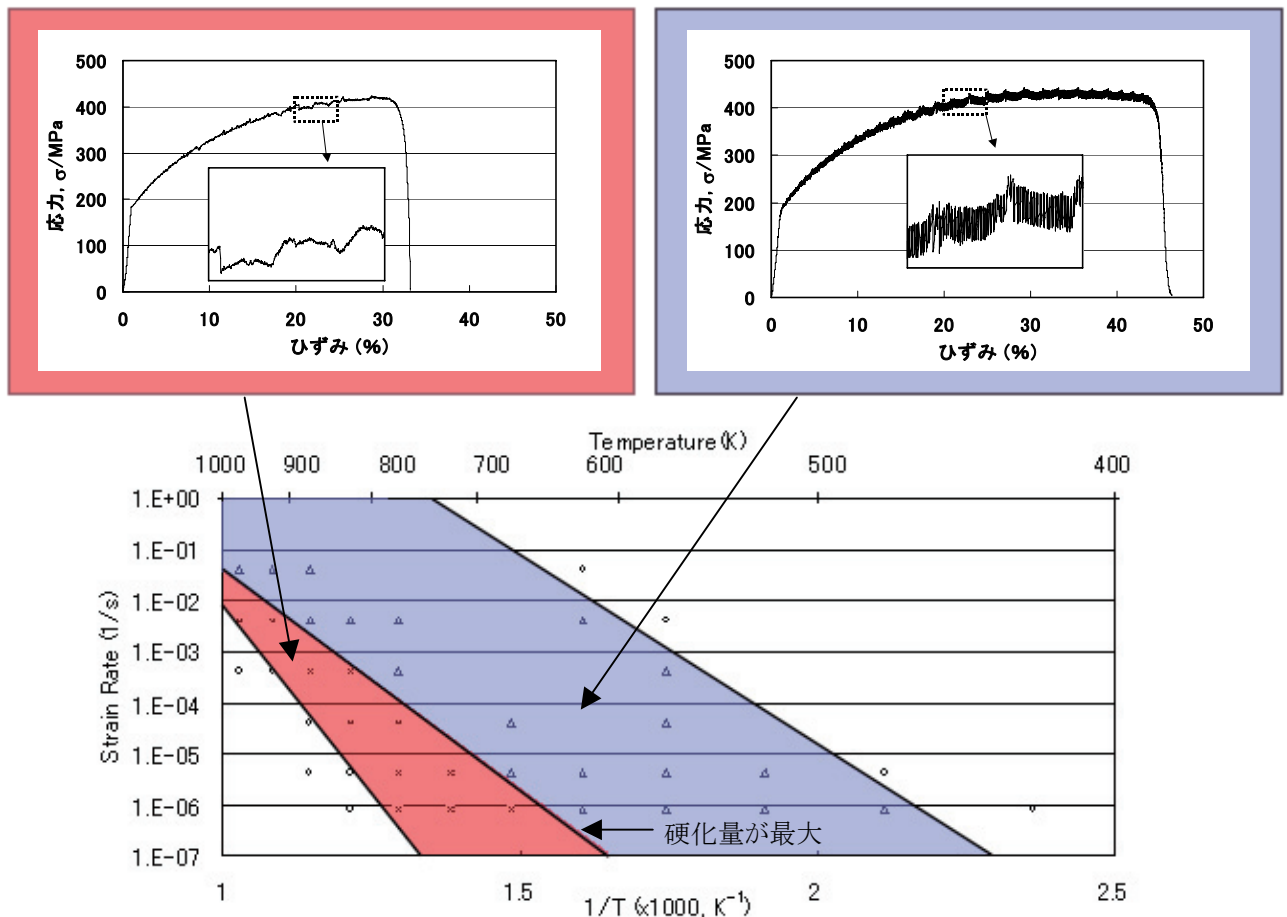 500
400
300
200
100
0
応力, σ/MPa
0 10 20 30 40 50
ひずみ (%)
500
400
300
200
100
0
応力, σ/MPa
0 10 20 30 40 50
ひずみ (%)
Temperature(K)
1000 900 800 700 600 500 400
Strain Rate (1/s)
1.E+00
1.E-01
1.E-02
1.E-03
1.E-04
1.E-05
1.E-06
1.E-07
硬化量が最大
1 1.5 2 2.5
1/T (x1000, K⁻¹)